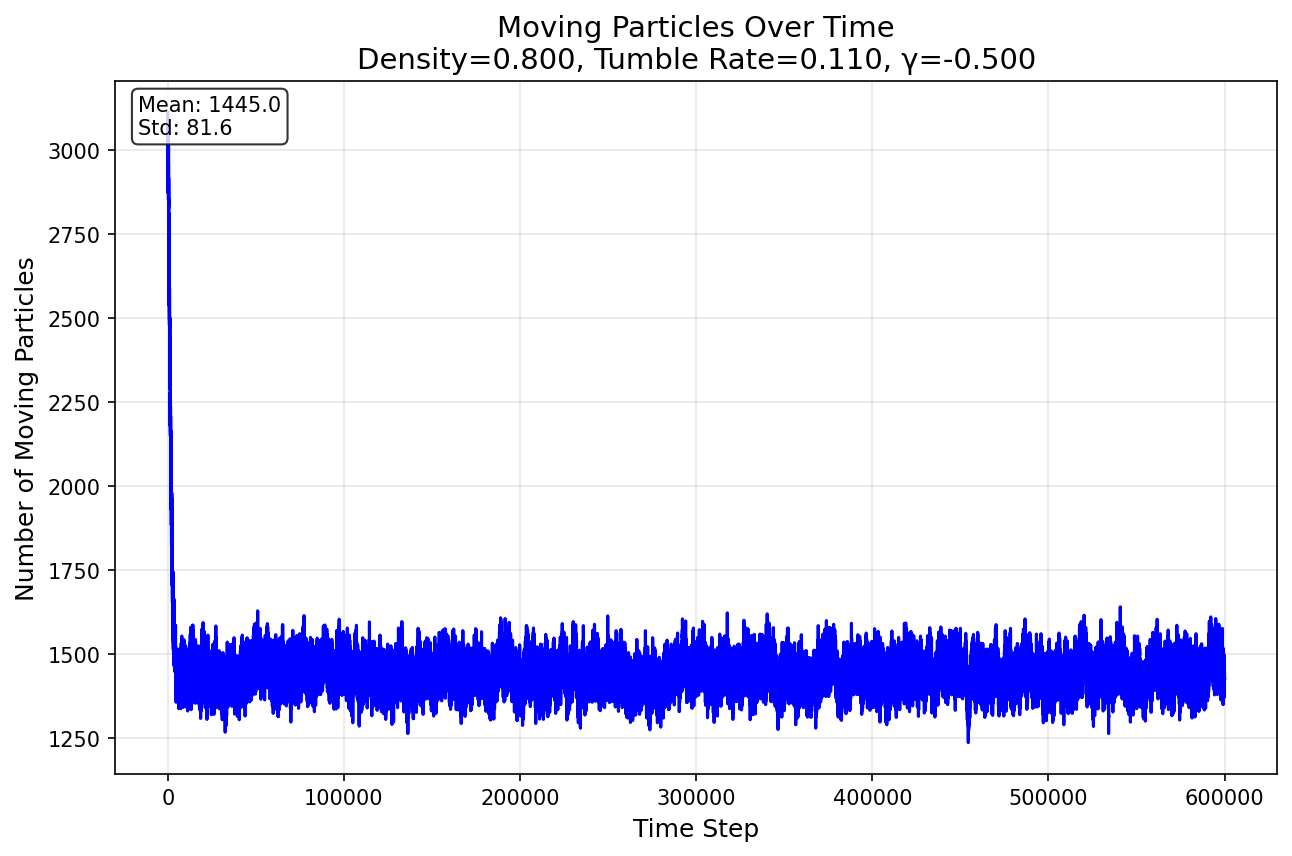 Moving Particles Over Time
Density=0.800, Tumble Rate=0.110, γ=-0.500
Mean: 1445.0
Std: 81.6
Number of Moving Particles
3000
2750
2500
2250
2000
1750
1500
1250
0 100000 200000 300000 400000 500000 600000
Time Step